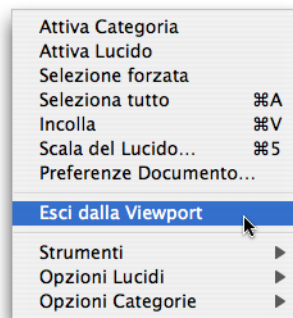 Attiva Categoria
Attiva Lucido
Selezione forzata
Seleziona tutto ⌘A
Incolla ⌘V
Scala del Lucido... ⌘5
Preferenze Documento...
Esci dalla Viewport
Strumenti
Opzioni Lucidi
Opzioni Categorie